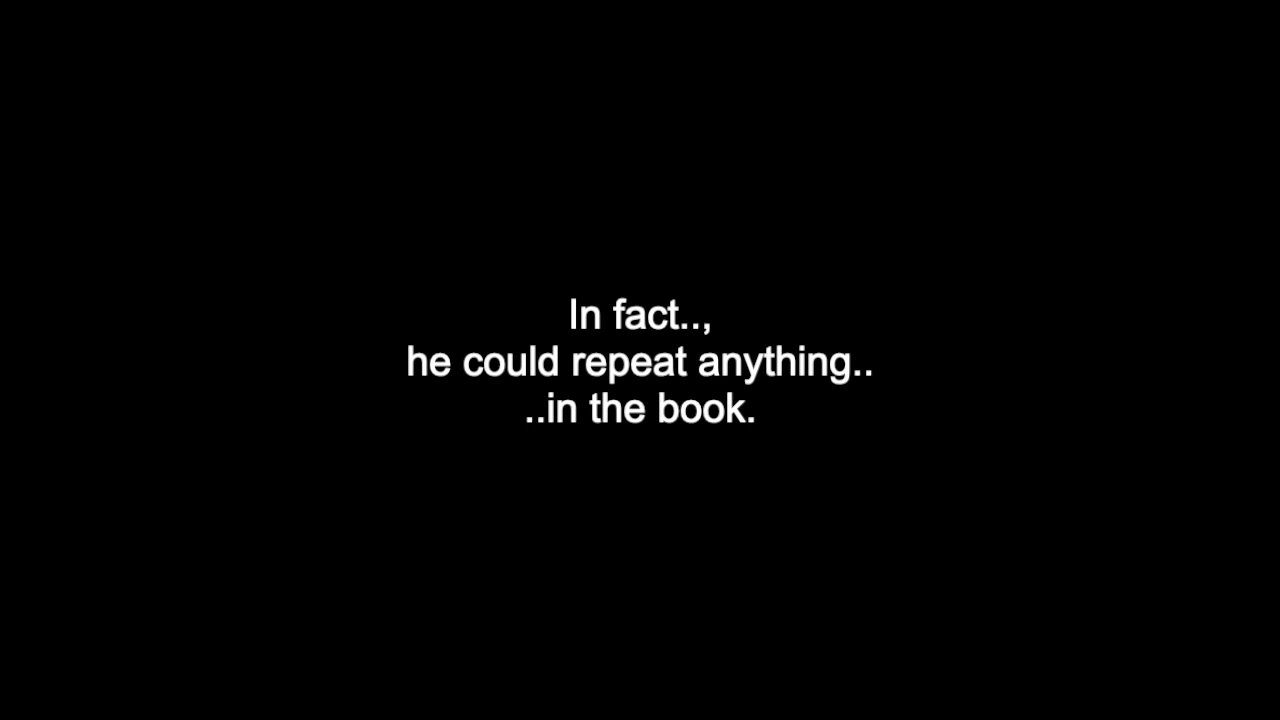 In fact..,
he could repeat anything..
..in the book.